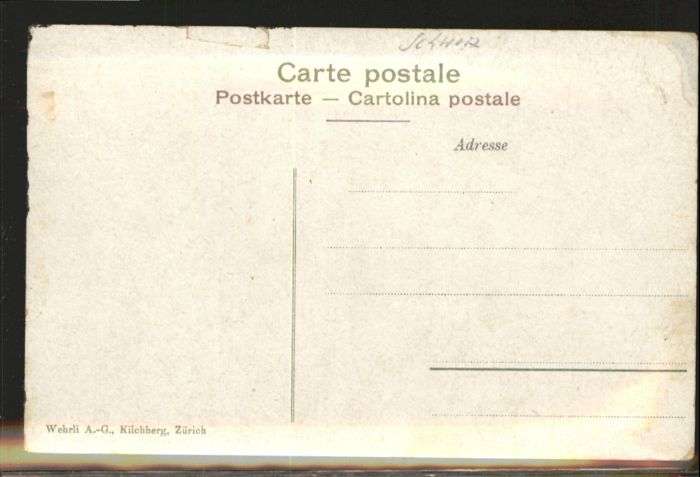 Carte postale
Postkarte — Cartolina postale
Adresse
Wehrli A.-G., Kilchberg, Zürich